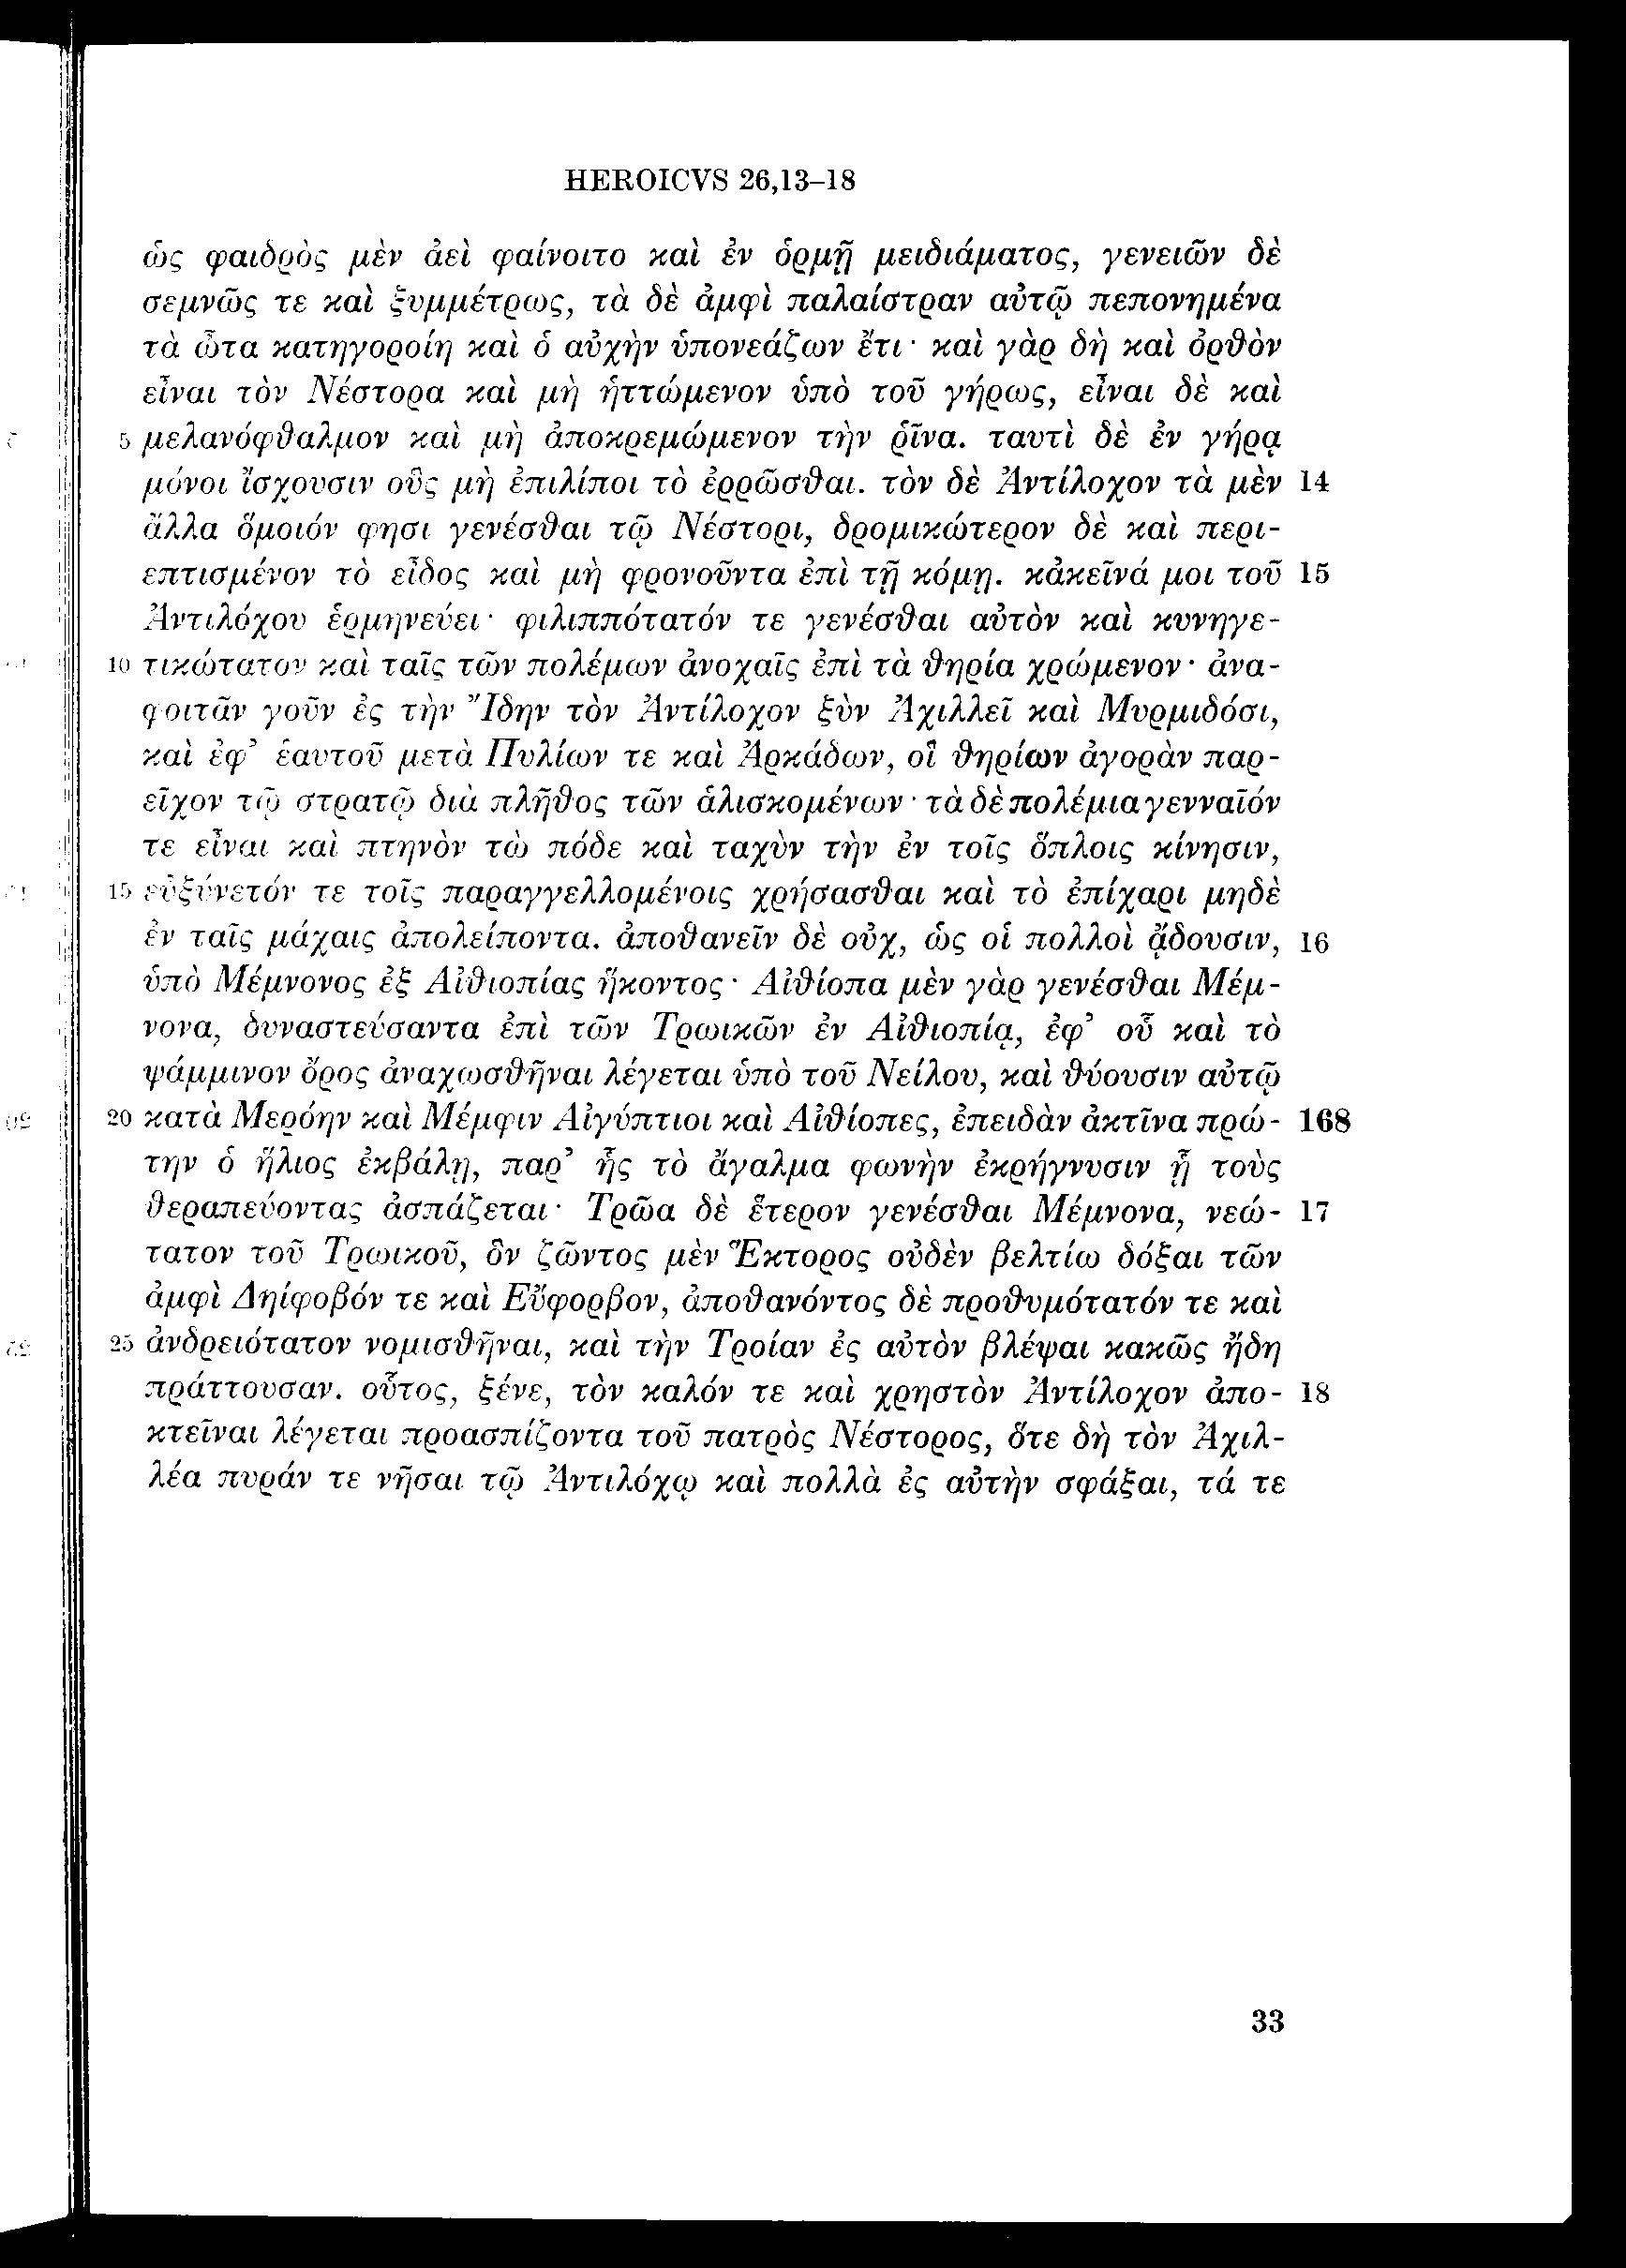 HEROICVS 26,13–18
ὡς φαιδρὸς μὲν ἀεὶ φαίνοιτο καὶ ἐν ὁρμῇ μειδιάματος, γενειῶν δὲ
σεμνῶς τε καὶ ξυμμέτρως, τὰ δὲ ἀμφὶ παλαίστραν αὐτῷ πεπονημένα
τὰ ὦτα κατηγοροίη καὶ ὁ αὐχὴν ὑπονεάζων ἔτι· καὶ γὰρ δὴ καὶ ὀρθὸν
εἶναι τὸν Νέστορα καὶ μὴ ἡττώμενον ὑπὸ τοῦ γήρως, εἶναι δὲ καὶ
5 μελανόφθαλμον καὶ μὴ ἀποκρεμώμενον τὴν ῥῖνα. ταυτὶ δὲ ἐν γήρᾳ
μόνοι ἴσχουσιν οὓς μὴ ἐπιλίποι τὸ ἐρρῶσθαι. τὸν δὲ Ἀντίλοχον τὰ μὲν 14
ἄλλα ὅμοιόν φησι γενέσθαι τῷ Νέστορι, δρομικώτερον δὲ καὶ περι-
επτισμένον τὸ εἶδος καὶ μὴ φρονοῦντα ἐπὶ τῇ κόμῃ. κἀκεῖνά μοι τοῦ 15
Ἀντιλόχου ἑρμηνεύει· φιλιππότατόν τε γενέσθαι αὐτὸν καὶ κυνηγε-
10 τικώτατον καὶ ταῖς τῶν πολέμων ἀνοχαῖς ἐπὶ τὰ θηρία χρώμενον· ἀνα-
φοιτᾶν γοῦν ἐς τὴν Ἴδην τὸν Ἀντίλοχον ξὺν Ἀχιλλεῖ καὶ Μυρμιδόσι,
καὶ ἐφ’ ἑαυτοῦ μετὰ Πυλίων τε καὶ Ἀρκάδων, οἳ θηρίων ἀγορὰν παρ-
εῖχον τῷ στρατῷ διὰ πλῆθος τῶν ἁλισκομένων· τὰ δὲ πολέμια γενναῖόν
τε εἶναι καὶ πτηνὸν τὼ πόδε καὶ ταχὺν τὴν ἐν τοῖς ὅπλοις κίνησιν,
15 εὐξύνετόν τε τοῖς παραγγελλομένοις χρήσασθαι καὶ τὸ ἐπίχαρι μηδὲ
ἐν ταῖς μάχαις ἀπολείποντα. ἀποθανεῖν δὲ οὐχ, ὡς οἱ πολλοὶ ᾄδουσιν, 16
ὑπὸ Μέμνονος ἐξ Αἰθιοπίας ἥκοντος· Αἰθίοπα μὲν γὰρ γενέσθαι Μέμ-
νονα, δυναστεύσαντα ἐπὶ τῶν Τρωικῶν ἐν Αἰθιοπίᾳ, ἐφ’ οὗ καὶ τὸ
ψάμμινον ὄρος ἀναχωσθῆναι λέγεται ὑπὸ τοῦ Νείλου, καὶ θύουσιν αὐτῷ
20 κατὰ Μερόην καὶ Μέμφιν Αἰγύπτιοι καὶ Αἰθίοπες, ἐπειδὰν ἀκτῖνα πρώ- 168
την ὁ ἥλιος ἐκβάλῃ, παρ’ ἧς τὸ ἄγαλμα φωνὴν ἐκρήγνυσιν ᾗ τοὺς
θεραπεύοντας ἀσπάζεται· Τρῶα δὲ ἕτερον γενέσθαι Μέμνονα, νεώ- 17
τατον τοῦ Τρωικοῦ, ὃν ζῶντος μὲν Ἕκτορος οὐδὲν βελτίω δόξαι τῶν
ἀμφὶ Δηίφοβόν τε καὶ Εὔφορβον, ἀποθανόντος δὲ προθυμότατόν τε καὶ
25 ἀνδρειότατον νομισθῆναι, καὶ τὴν Τροίαν ἐς αὐτὸν βλέψαι κακῶς ἤδη
πράττουσαν. οὗτος, ξένε, τὸν καλόν τε καὶ χρηστὸν Ἀντίλοχον ἀπο- 18
κτεῖναι λέγεται προασπίζοντα τοῦ πατρὸς Νέστορος, ὅτε δὴ τὸν Ἀχιλ-
λέα πυράν τε νῆσαι τῷ Ἀντιλόχῳ καὶ πολλὰ ἐς αὐτὴν σφάξαι, τά τε
33